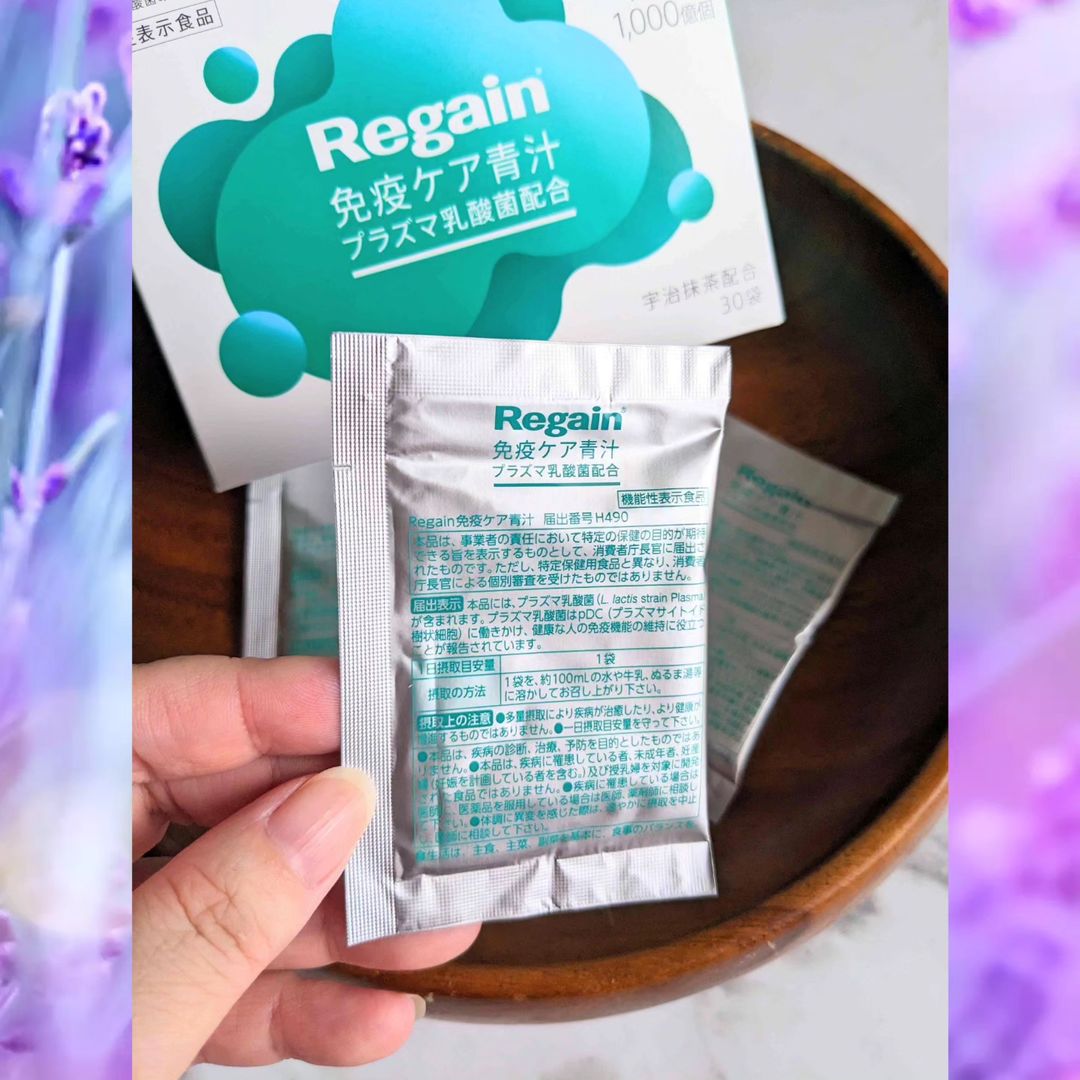 表示食品
1,000億個
Regain
免疫ケア青汁
プラズマ乳酸菌配合
宇治抹茶配合
30袋
Regain
免疫ケア青汁
プラズマ乳酸菌配合
機能性表示食品
Regain免疫ケア青汁 届出番号H490
本品は、事業者の責任において特定の保健の目的が期待
できる旨を表示するものとして、消費者庁長官に届出さ
れたものです。ただし、特定保健用食品と異なり、消費者
庁長官による個別審査を受けたものではありません。
届出表示 本品には、プラズマ乳酸菌(L. lactis strain Plasma)
が含まれます。プラズマ乳酸菌はpDC(プラズマサイトイド
樹状細胞)に働きかけ、健康な人の免疫機能の維持に役立つ
ことが報告されています。
1日摂取目安量 1袋
摂取の方法 1袋を、約100mLの水や牛乳、ぬるま湯等
に溶かしてお召し上がり下さい。
摂取上の注意 ●多量摂取により疾病が治癒したり、より健康が
増進するものではありません。●一日摂取目安量を守って下さい。
●本品は、疾病の診断、治療、予防を目的としたものではあ
りません。●本品は、疾病に罹患している者、未成年者、妊産
婦(妊娠を計画している者を含む。)及び授乳婦を対象に開発
された食品ではありません。●疾病に罹患している場合は
医師に、医薬品を服用している場合は医師、薬剤師に相談し
て下さい。●体調に異変を感じた際は、速やかに摂取を中止
し、医師に相談して下さい。
食生活は、主食、主菜、副菜を基本に、食事のバランスを
Regain